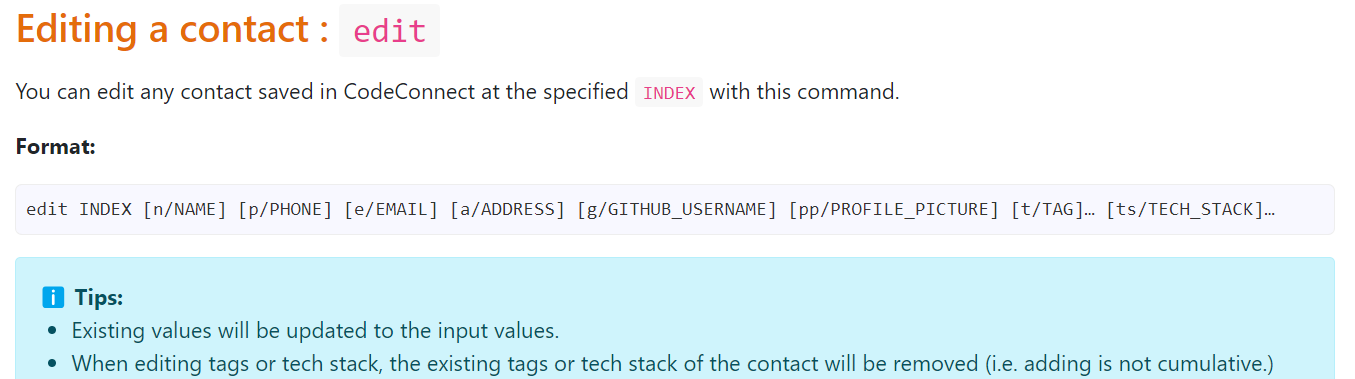 Editing a contact : edit
You can edit any contact saved in CodeConnect at the specified INDEX with this command.
Format:
edit INDEX [n/NAME] [p/PHONE] [e/EMAIL] [a/ADDRESS] [g/GITHUB_USERNAME] [pp/PROFILE_PICTURE] [t/TAG]… [ts/TECH_STACK]…
Tips:
Existing values will be updated to the input values.
When editing tags or tech stack, the existing tags or tech stack of the contact will be removed (i.e. adding is not cumulative.)